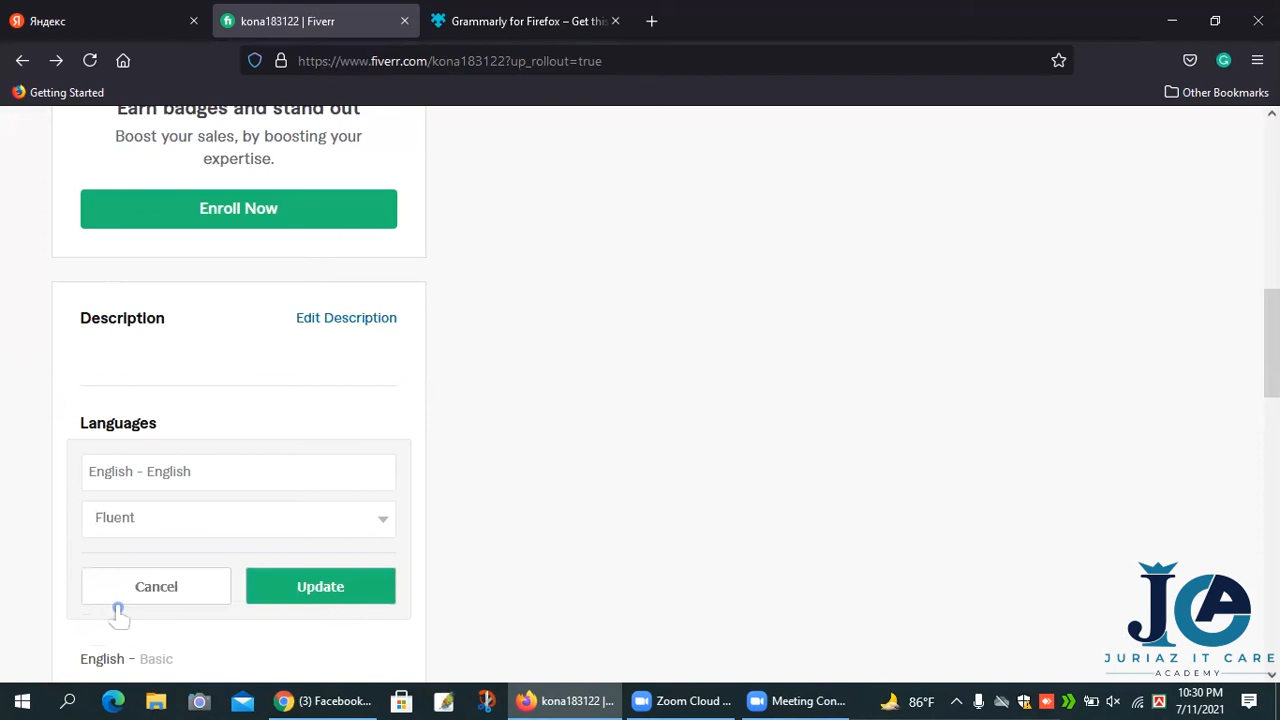 Яндекс
kona183122 | Fiverr
Grammarly for Firefox – Get this
https://www.fiverr.com/kona183122?up_rollout=true
Getting Started
Other Bookmarks
Earn badges and stand out
Boost your sales, by boosting your
expertise.
Enroll Now
Description
Edit Description
Languages
English - English
Fluent
Cancel
Update
English - Basic
JCA
JURIAZ IT CARE
ACADEMY
(3) Facebook...
kona183122 |...
Zoom Cloud ...
Meeting Con...
86°F
10:30 PM
7/11/2021